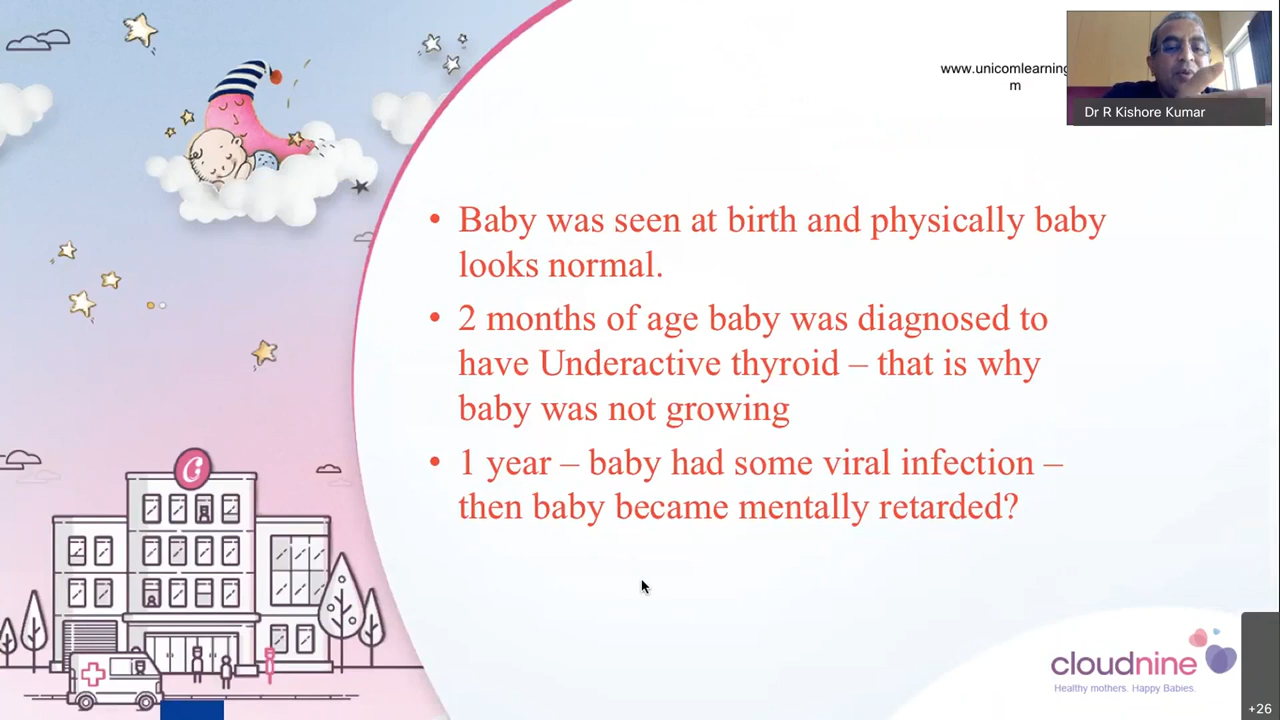 www.unicomlearning
m
Dr R Kishore Kumar
• Baby was seen at birth and physically baby
looks normal.
• 2 months of age baby was diagnosed to
have Underactive thyroid – that is why
baby was not growing
• 1 year – baby had some viral infection –
then baby became mentally retarded?
cloudnine
Healthy mothers. Happy Babies.
+26